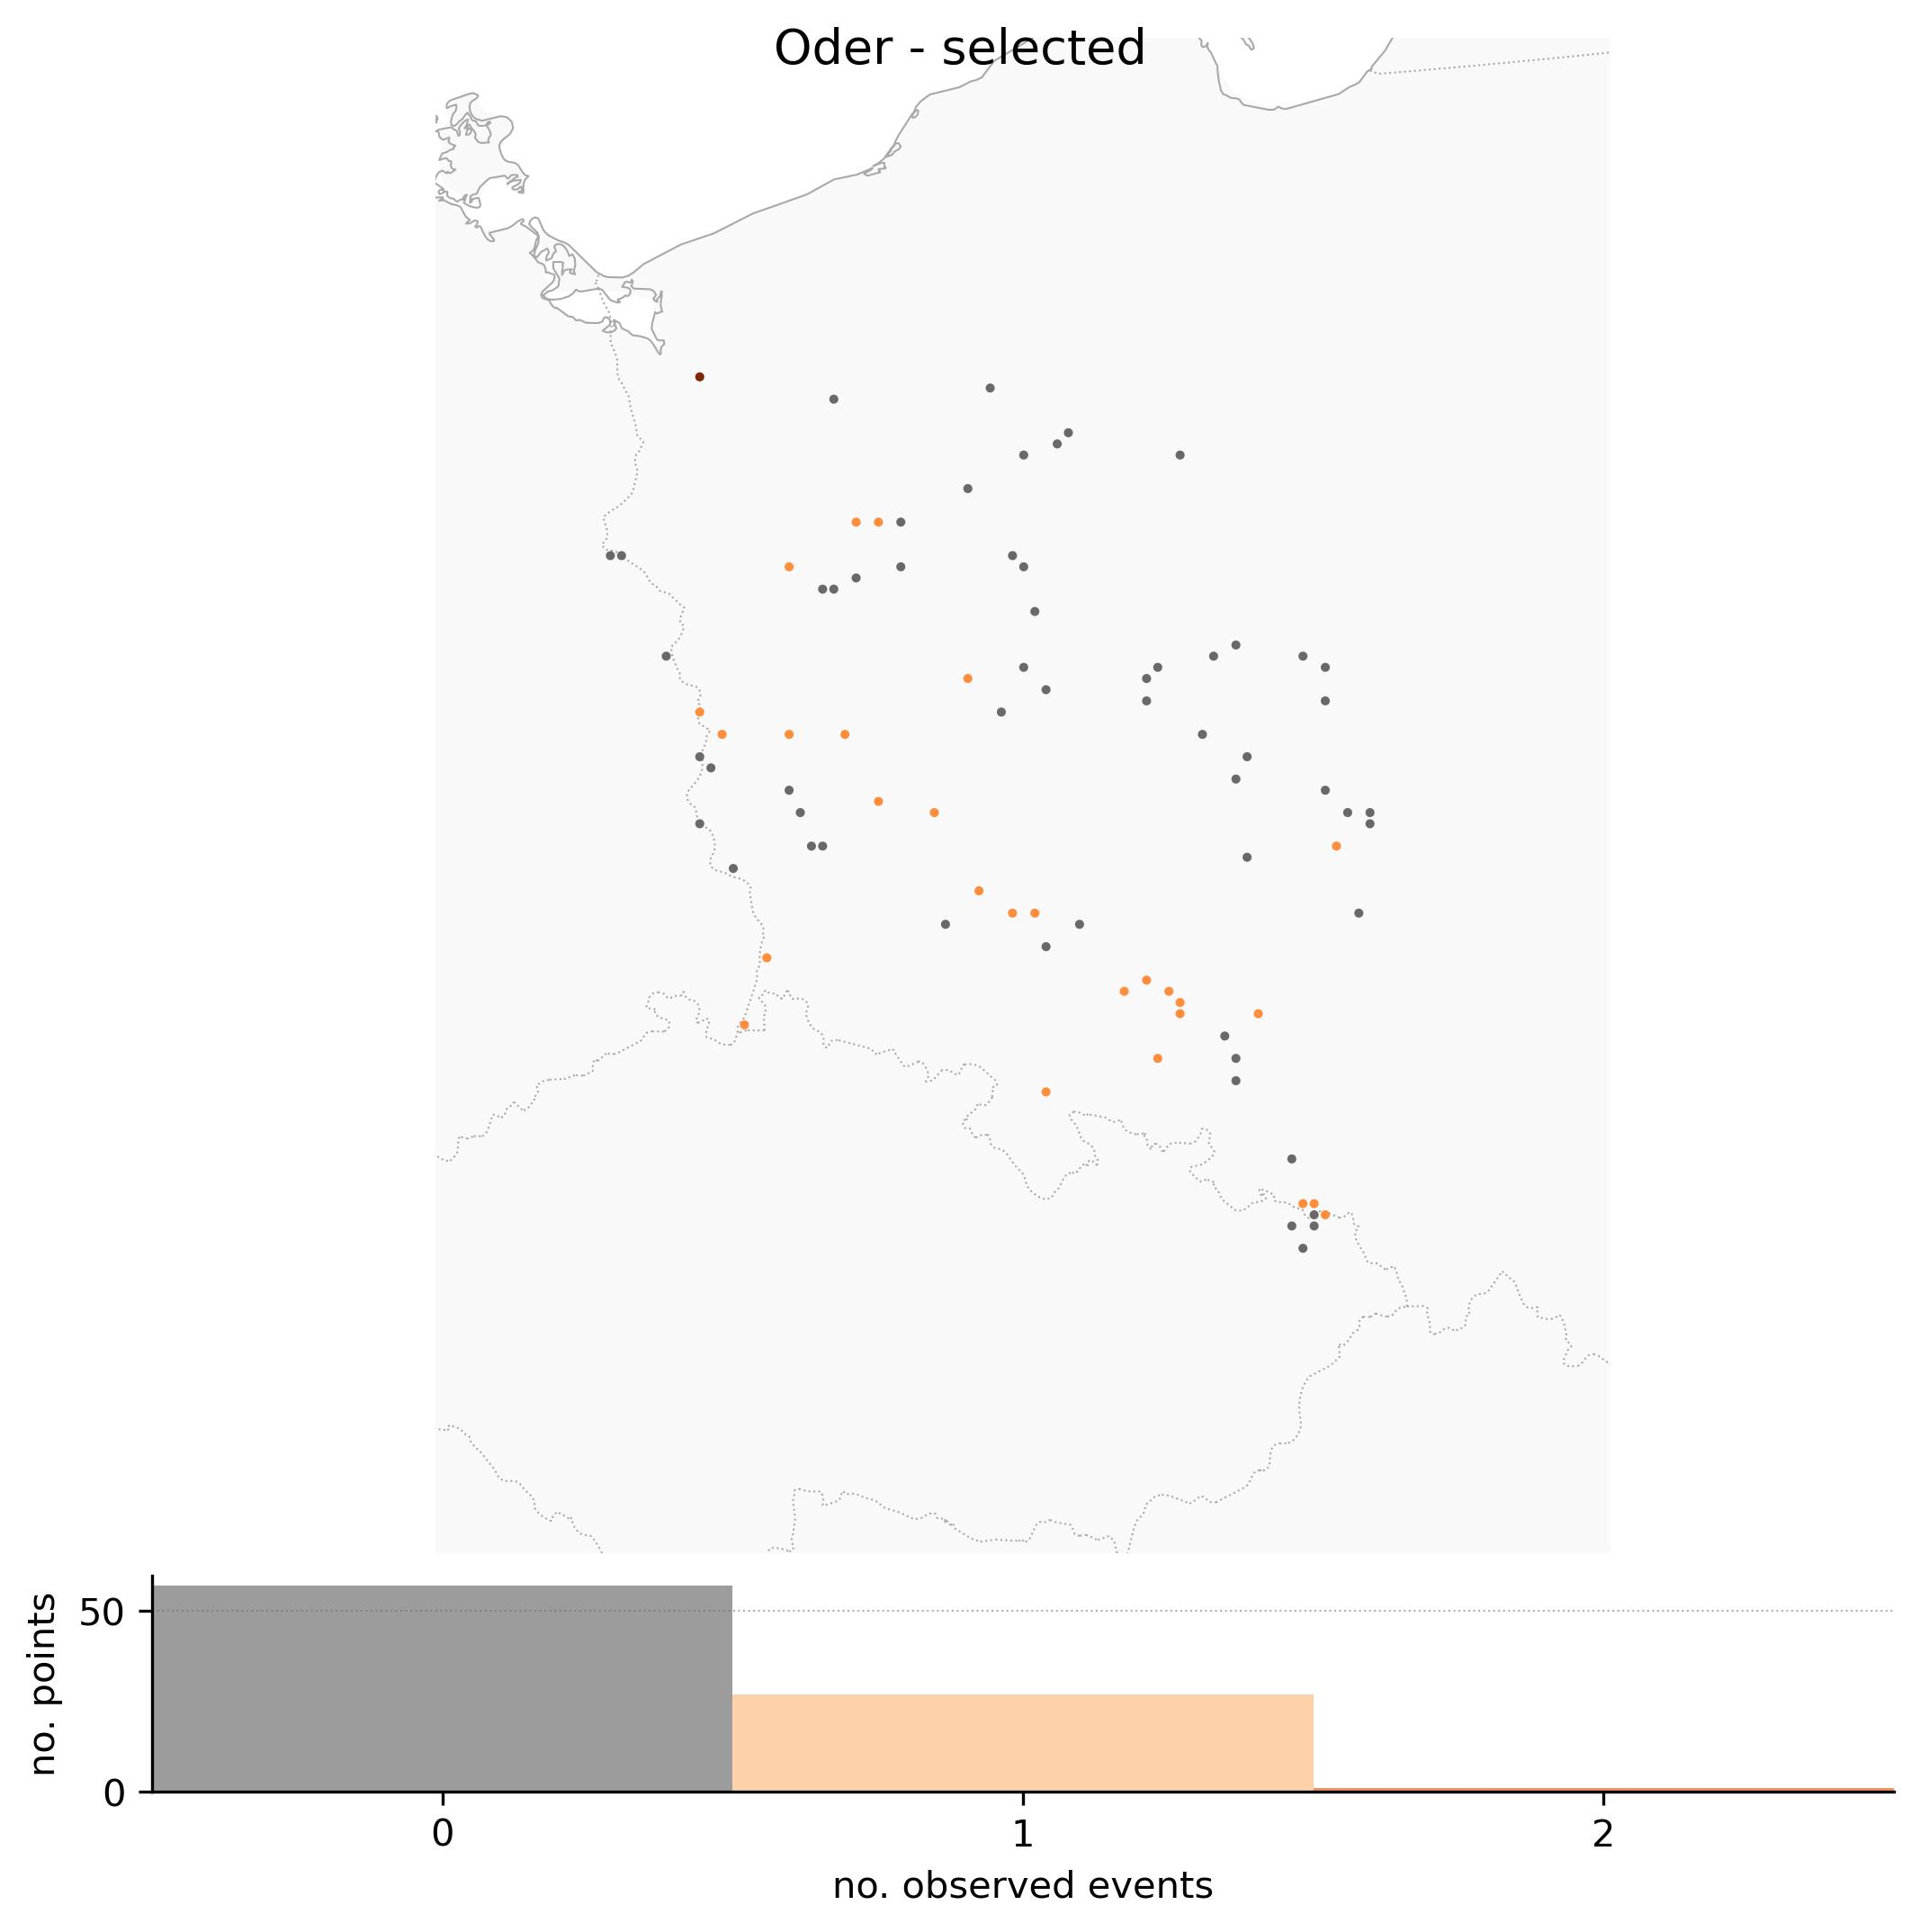 Oder - selected
no. points
50
0
0
1
2
no. observed events